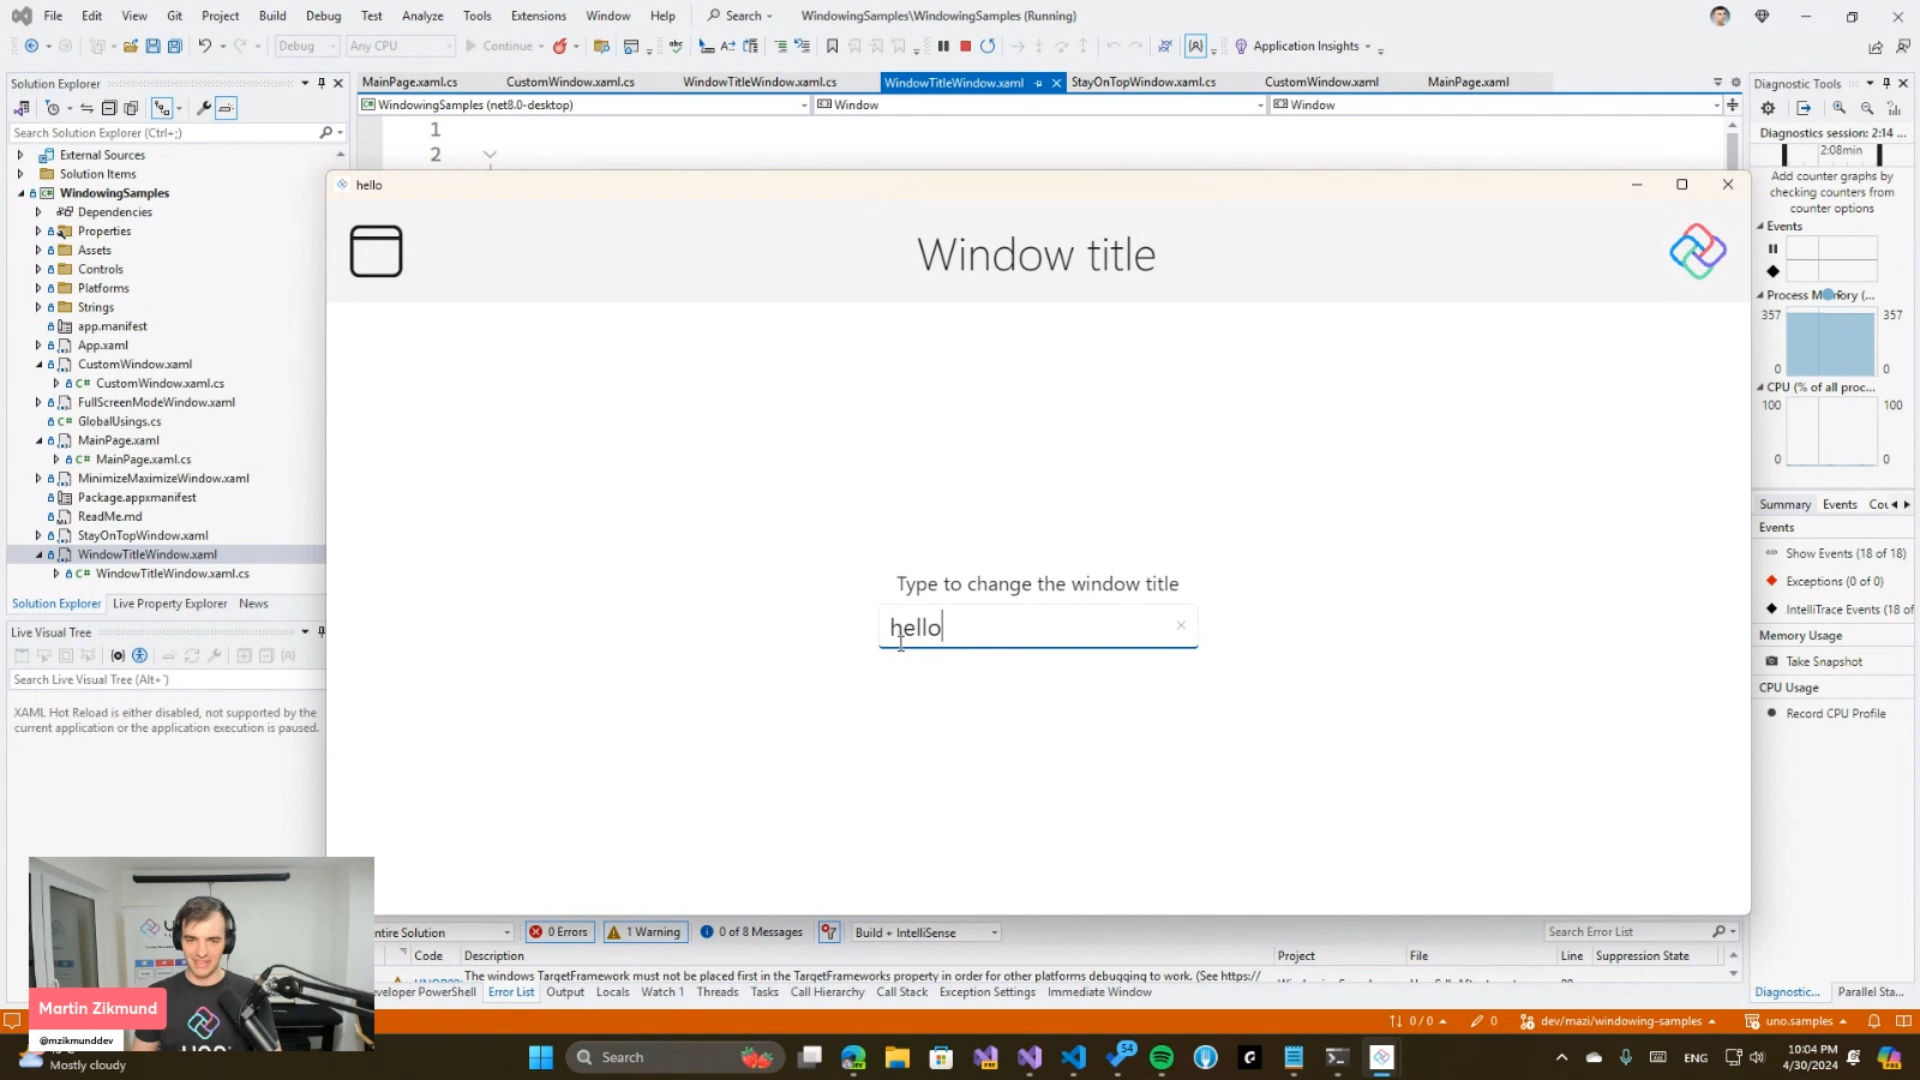 File Edit View Git Project Build Debug Test Analyze Tools Extensions Window Help Search WindowingSamples\WindowingSamples (Running)
Debug Any CPU Continue Application Insights
Solution Explorer
Search Solution Explorer (Ctrl+;)
External Sources
Solution Items
WindowingSamples
Dependencies
Properties
Assets
Controls
Platforms
Strings
app.manifest
App.xaml
CustomWindow.xaml
CustomWindow.xaml.cs
FullScreenModeWindow.xaml
GlobalUsings.cs
MainPage.xaml
MainPage.xaml.cs
MinimizeMaximizeWindow.xaml
Package.appxmanifest
ReadMe.md
StayOnTopWindow.xaml
WindowTitleWindow.xaml
WindowTitleWindow.xaml.cs
Solution Explorer Live Property Explorer News
Live Visual Tree
Search Live Visual Tree (Alt+`)
XAML Hot Reload is either disabled, not supported by the
current application or the application execution is paused.
MainPage.xaml.cs CustomWindow.xaml.cs WindowTitleWindow.xaml.cs WindowTitleWindow.xaml StayOnTopWindow.xaml.cs CustomWindow.xaml MainPage.xaml
WindowingSamples (net8.0-desktop) Window Window
1
2
hello
Window title
Type to change the window title
hello
Diagnostic Tools
Diagnostics session: 2:14 ...
2:08min
Add counter graphs by
checking counters from
counter options
Events
Process M
ory (...
357 357
0 0
CPU (% of all proc...
100 100
0 0
Summary Events Cou
Events
Show Events (18 of 18)
Exceptions (0 of 0)
IntelliTrace Events (18 of
Memory Usage
Take Snapshot
CPU Usage
Record CPU Profile
ntire Solution 0 Errors 1 Warning 0 of 8 Messages Build + IntelliSense Search Error List
Code Description Project File Line Suppression State
The windows TargetFramework must not be placed first in the TargetFrameworks property in order for other platforms debugging to work. (See https://
veloper PowerShell Error List Output Locals Watch 1 Threads Tasks Call Hierarchy Call Stack Exception Settings Immediate Window
Diagnostic... Parallel Sta...
0 / 0 0 dev/mazi/windowing-samples uno.samples
Martin Zikmund
@mzikmunddev
Mostly cloudy
Search
54
ENG
10:04 PM
4/30/2024